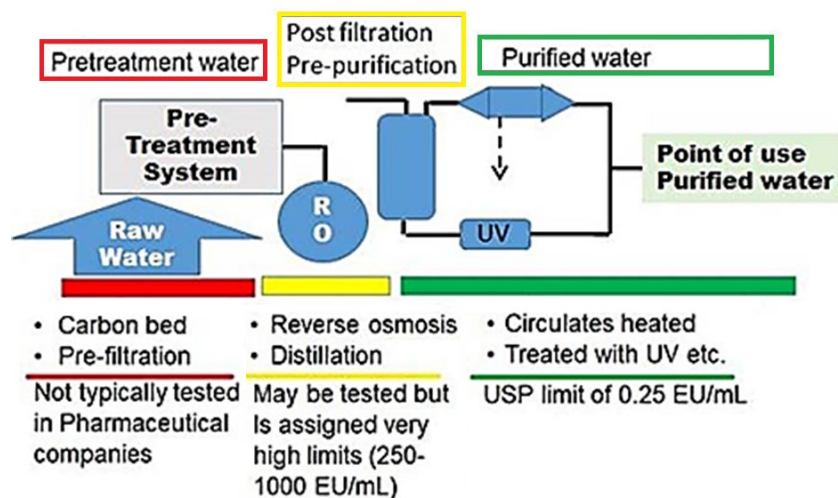 Pretreatment water
Post filtration
Pre-purification
Purified water
Pre-
Treatment
System
Raw
Water
R
O
UV
Point of use
Purified water
• Carbon bed
• Pre-filtration
Not typically tested
in Pharmaceutical
companies
• Reverse osmosis
• Distillation
May be tested but
Is assigned very
high limits (250-
1000 EU/mL)
• Circulates heated
• Treated with UV etc.
USP limit of 0.25 EU/mL